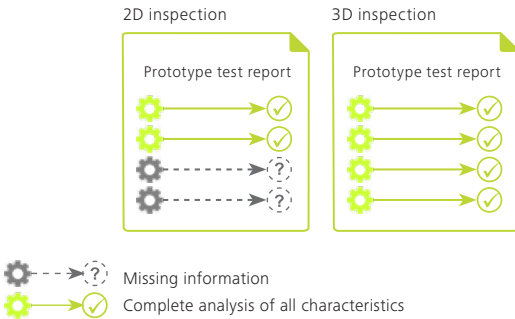 2D inspection
3D inspection
Prototype test report
Prototype test report
?
?
? Missing information
Complete analysis of all characteristics